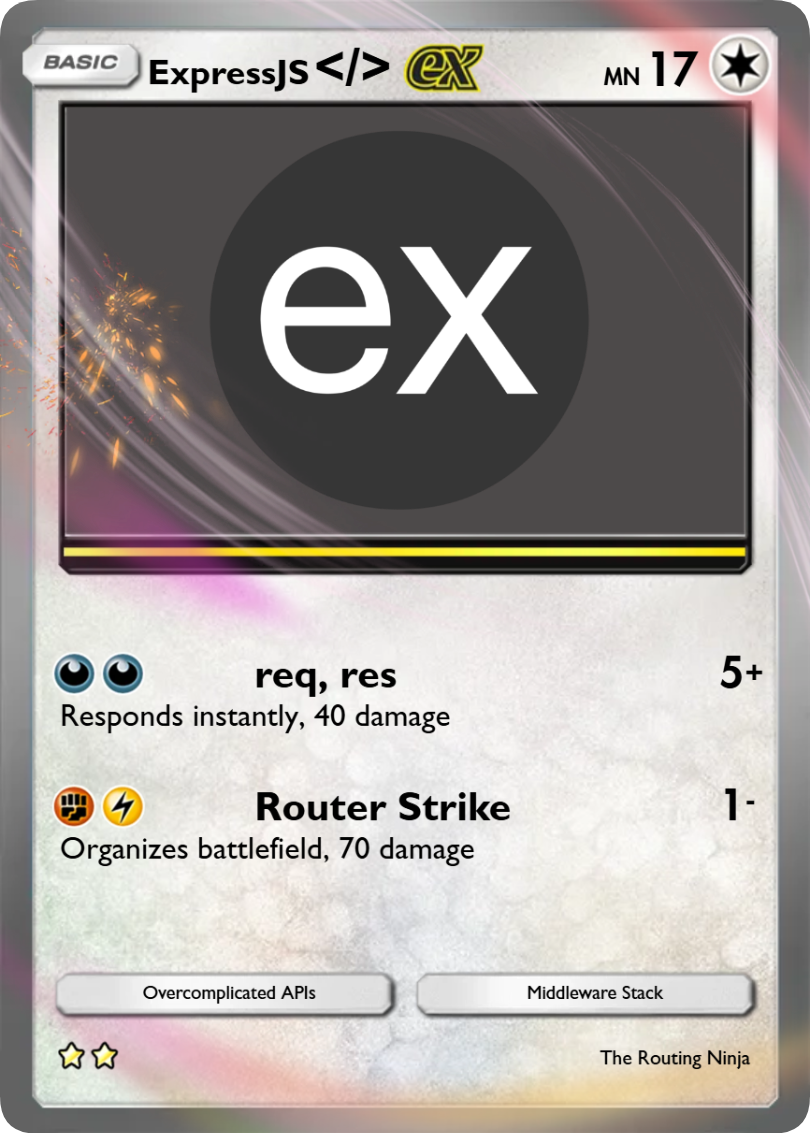 BASIC ExpressJS </> ex MN 17
ex
req, res 5+
Responds instantly, 40 damage
Router Strike 1-
Organizes battlefield, 70 damage
Overcomplicated APIs Middleware Stack
The Routing Ninja